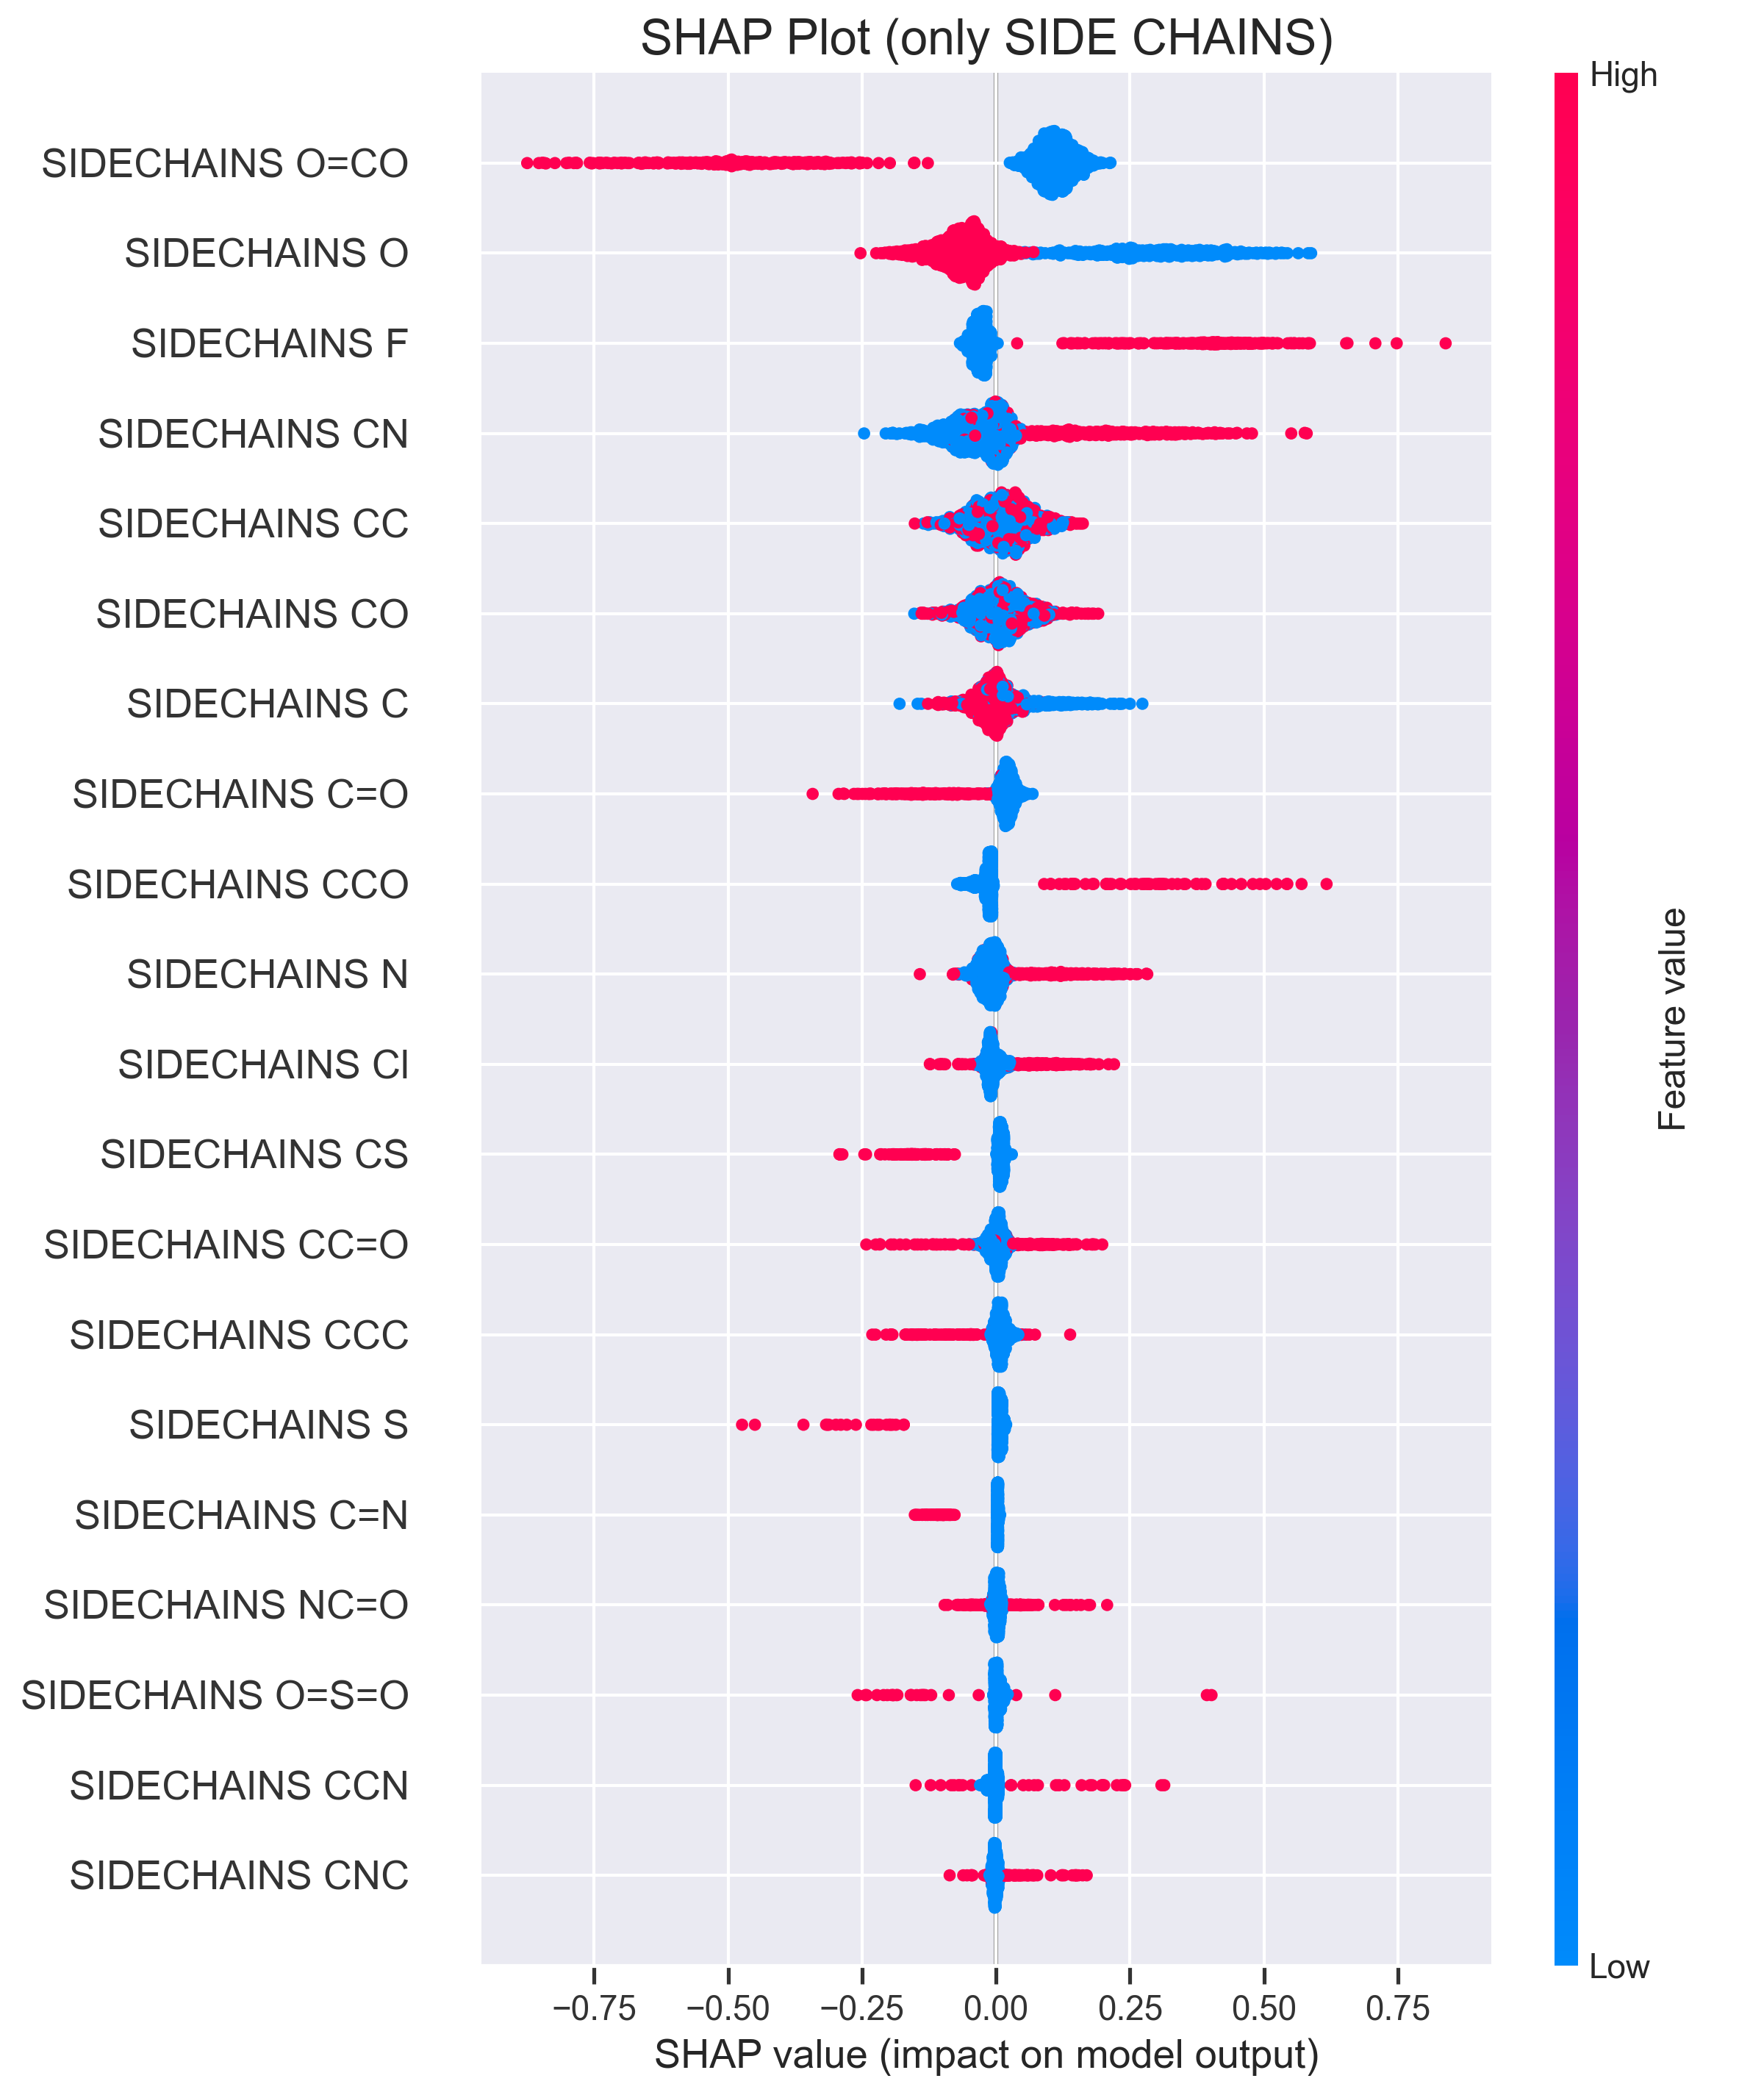 SHAP Plot (only SIDE CHAINS)
High
SIDECHAINS O=CO
SIDECHAINS O
SIDECHAINS F
SIDECHAINS CN
SIDECHAINS CC
SIDECHAINS CO
SIDECHAINS C
SIDECHAINS C=O
SIDECHAINS CCO
SIDECHAINS N
SIDECHAINS Cl
SIDECHAINS CS
SIDECHAINS CC=O
SIDECHAINS CCC
SIDECHAINS S
SIDECHAINS C=N
SIDECHAINS NC=O
SIDECHAINS O=S=O
SIDECHAINS CCN
SIDECHAINS CNC
Feature value
Low
−0.75 −0.50 −0.25 0.00 0.25 0.50 0.75
SHAP value (impact on model output)